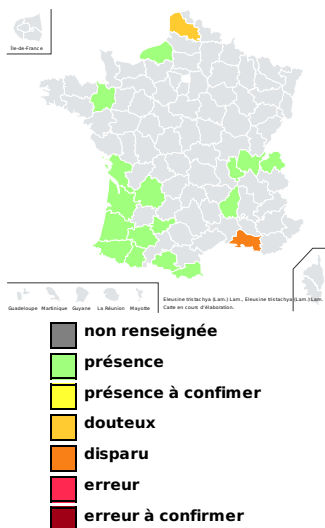 Île-de-France
Guadeloupe Martinique Guyane La Réunion Mayotte
Eleusine tristachya (Lam.) Lam., Eleusine tristachya (Lam.) Lam.
Carte en cours d'élaboration.
non renseignée
présence
présence à confimer
douteux
disparu
erreur
erreur à confirmer